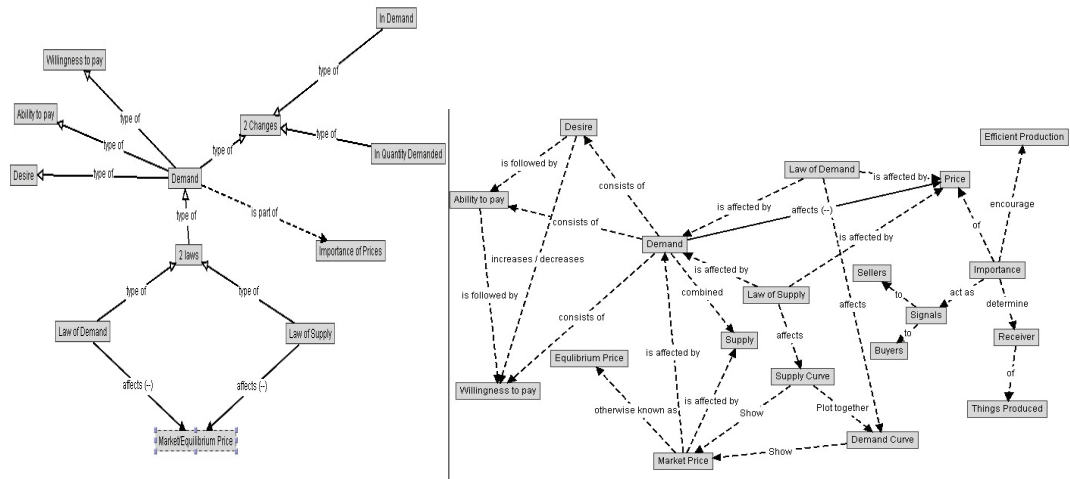 In Demand
Willingness to pay
type of
Ability to pay
type of
2 Changes
type of
type of
In Quantity Demanded
type of
Desire
type of
Demand
is part of
type of
Importance of Prices
2 laws
type of
type of
Law of Demand
Law of Supply
affects (--)
affects (--)
Market/Equilibrium Price
Desire
Efficient Production
is followed by
Law of Demand
is affected by
Price
consists of
Ability to pay
encourage
is affected by
affects (--)
consists of
of
is affected by
Demand
increases / decreases
is affected by
Sellers
Importance
combined
to
act as
is followed by
Law of Supply
determine
affects
Signals
consists of
affects
to
Receiver
Supply
Buyers
is affected by
Equlibrium Price
of
Supply Curve
Willingness to pay
is affected by
otherwise known as
Show
Plot together
Things Produced
Demand Curve
Show
Market Price